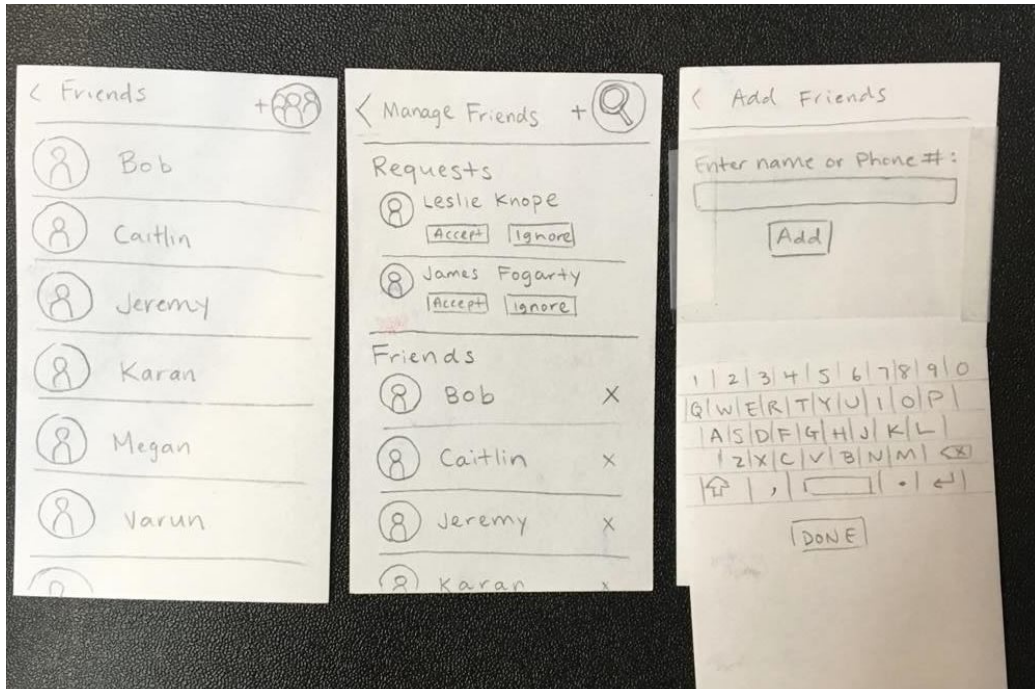 < Friends +
Bob
Caitlin
Jeremy
Karan
Megan
Varun
< Manage Friends +
Requests
Leslie Knope
Accept Ignore
James Fogarty
Accept Ignore
Friends
Bob X
Caitlin X
Jeremy X
Karan x
< Add Friends
Enter name or Phone #:
Add
1 2 3 4 5 6 7 8 9 0
Q W E R T Y U I O P
A S D F G H J K L
Z X C V B N M
, .
DONE